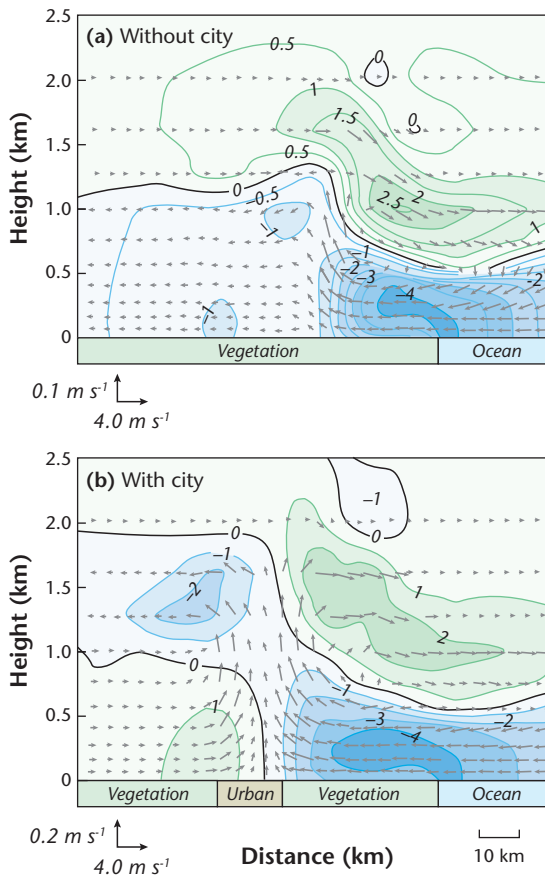 (a) Without city
Height (km)
2.5
2.0
1.5
1.0
0.5
0
0.5
0
1
1.5
0
0.5
0
−0.5
−1
2
2.5
1
−1
−2
−3
−4
-2
−1
Vegetation
Ocean
0.1 m s-1
4.0 m s-1
(b) With city
Height (km)
2.5
2.0
1.5
1.0
0.5
0
−1
0
0
−1
−2
1
2
0
−1
1
−2
−3
−4
Vegetation
Urban
Vegetation
Ocean
0.2 m s-1
4.0 m s-1
Distance (km)
10 km